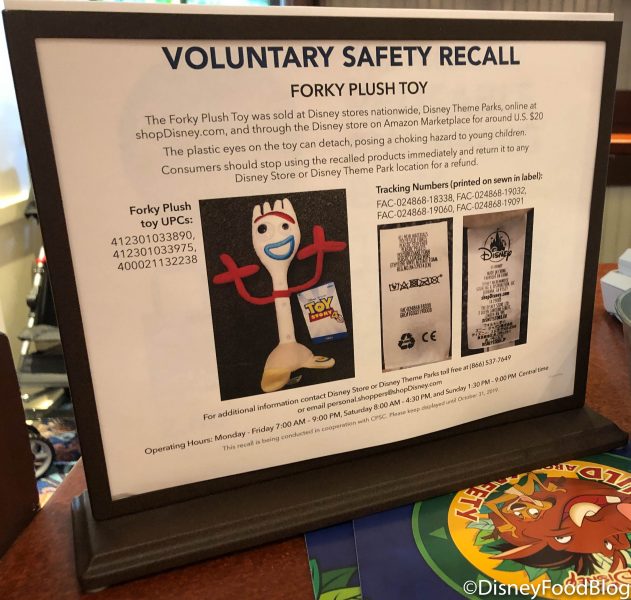 VOLUNTARY SAFETY RECALL
FORKY PLUSH TOY
The Forky Plush Toy was sold at Disney stores nationwide, Disney Theme Parks, online at
shopDisney.com, and through the Disney store on Amazon Marketplace for around U.S. $20
The plastic eyes on the toy can detach, posing a choking hazard to young children.
Consumers should stop using the recalled products immediately and return it to any
Disney Store or Disney Theme Park location for a refund.
Forky Plush
toy UPCs:
412301033890,
412301033975,
400021132238
TOY
STORY
Tracking Numbers (printed on sewn in label):
FAC-024868-18338, FAC-024868-19032,
FAC-024868-19060, FAC-024868-19091
CE
Disney
shopDisney.com
For additional information contact Disney Store or Disney Theme Parks toll free at (866) 537-7649
or email personal.shoppers@shopDisney.com
Operating Hours: Monday - Friday 7:00 AM - 9:00 PM, Saturday 8:00 AM - 4:30 PM, and Sunday 1:30 PM - 9:00 PM Central time
This recall is being conducted in cooperation with CPSC. Please keep displayed until October 31, 2019.
WILD ABOUT
SAFETY
Disney
©DisneyFoodBlog